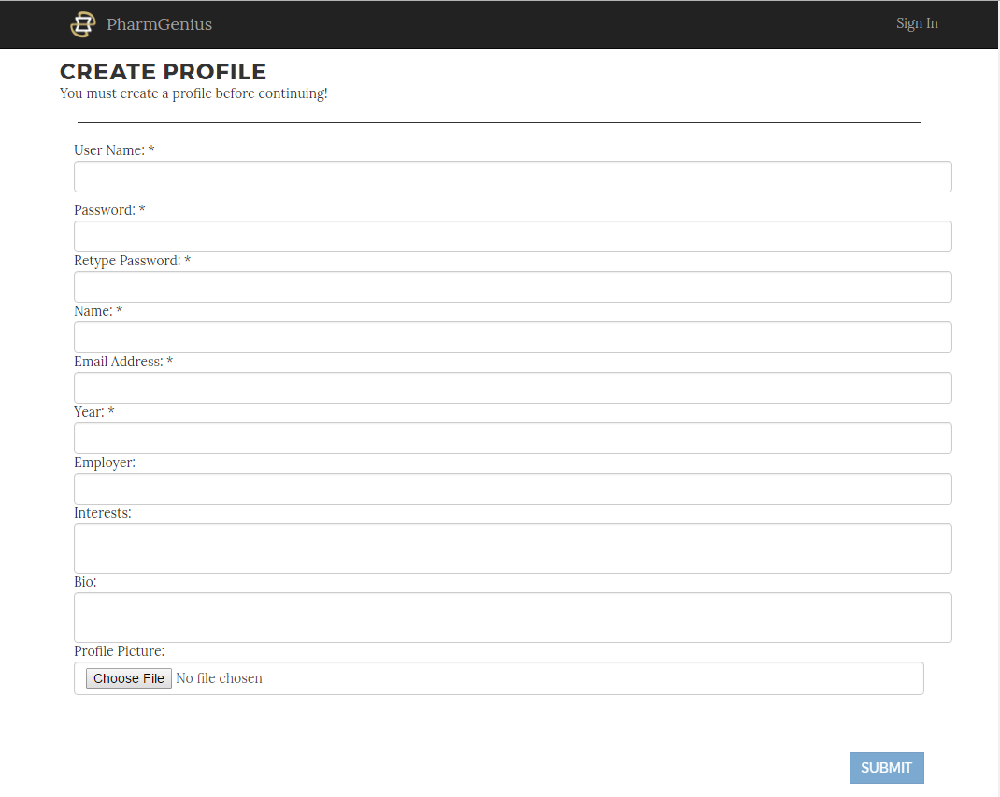 PharmGenius
Sign In
CREATE PROFILE
You must create a profile before continuing!
User Name: *
Password: *
Retype Password: *
Name: *
Email Address: *
Year: *
Employer:
Interests:
Bio:
Profile Picture:
Choose File No file chosen
SUBMIT